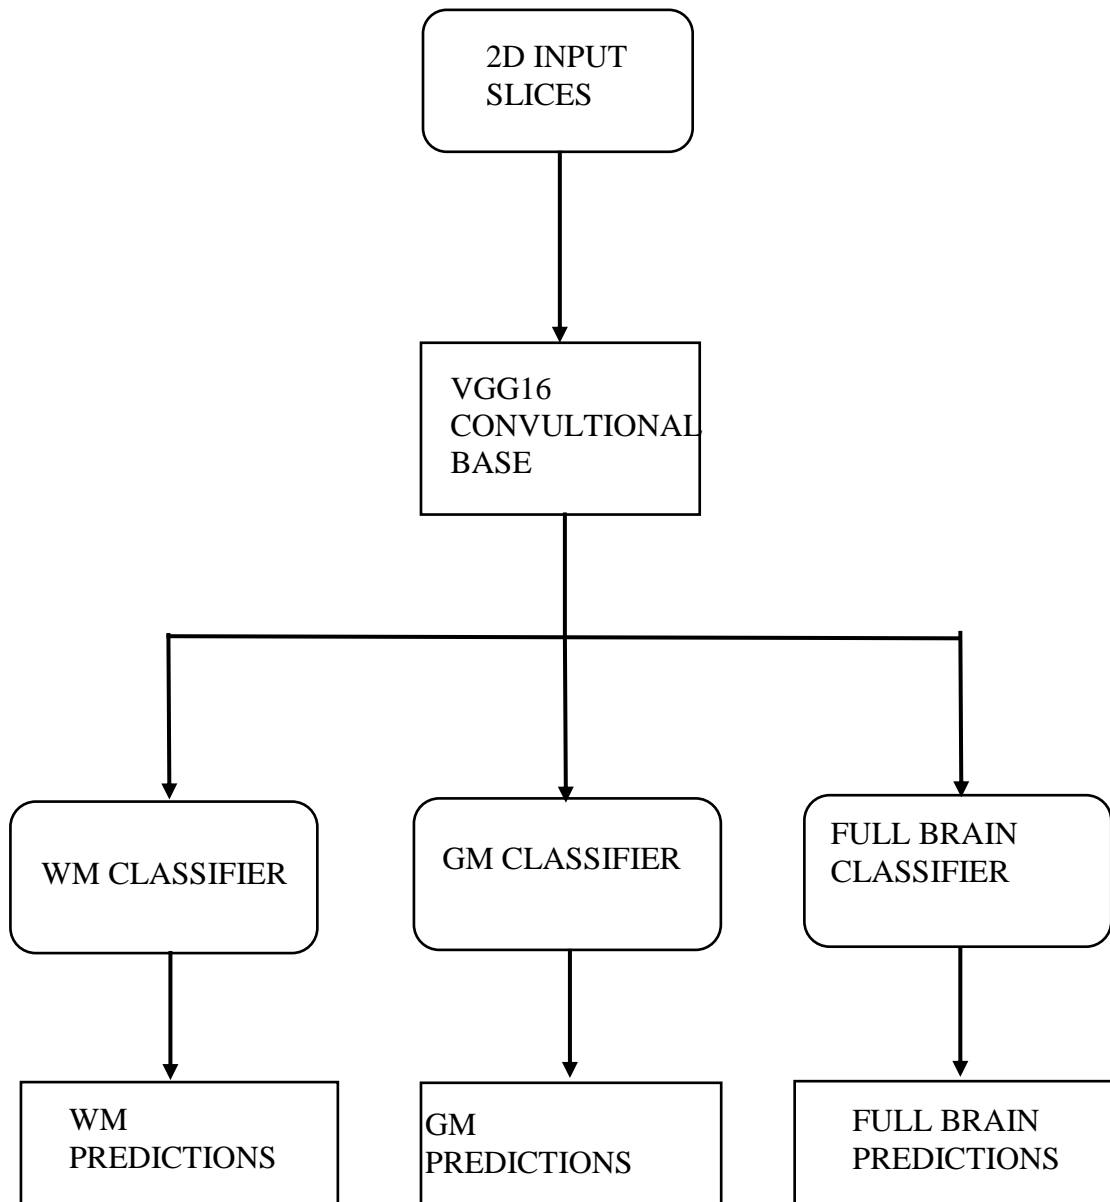 2D INPUT
SLICES
VGG16
CONVULTIONAL
BASE
WM CLASSIFIER
GM CLASSIFIER
FULL BRAIN
CLASSIFIER
WM
PREDICTIONS
GM
PREDICTIONS
FULL BRAIN
PREDICTIONS